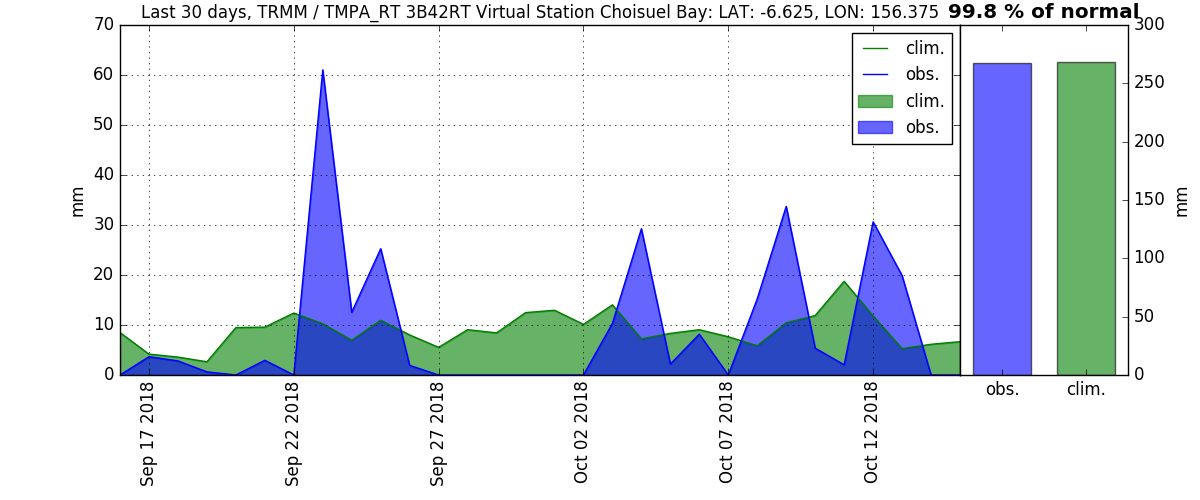 Last 30 days, TRMM / TMPA_RT 3B42RT Virtual Station Choisuel Bay: LAT: -6.625, LON: 156.375
99.8 % of normal
70
60
50
40
30
20
10
0
mm
clim.
obs.
clim.
obs.
Sep 17 2018
Sep 22 2018
Sep 27 2018
Oct 02 2018
Oct 07 2018
Oct 12 2018
300
250
200
150
100
50
0
mm
obs.
clim.